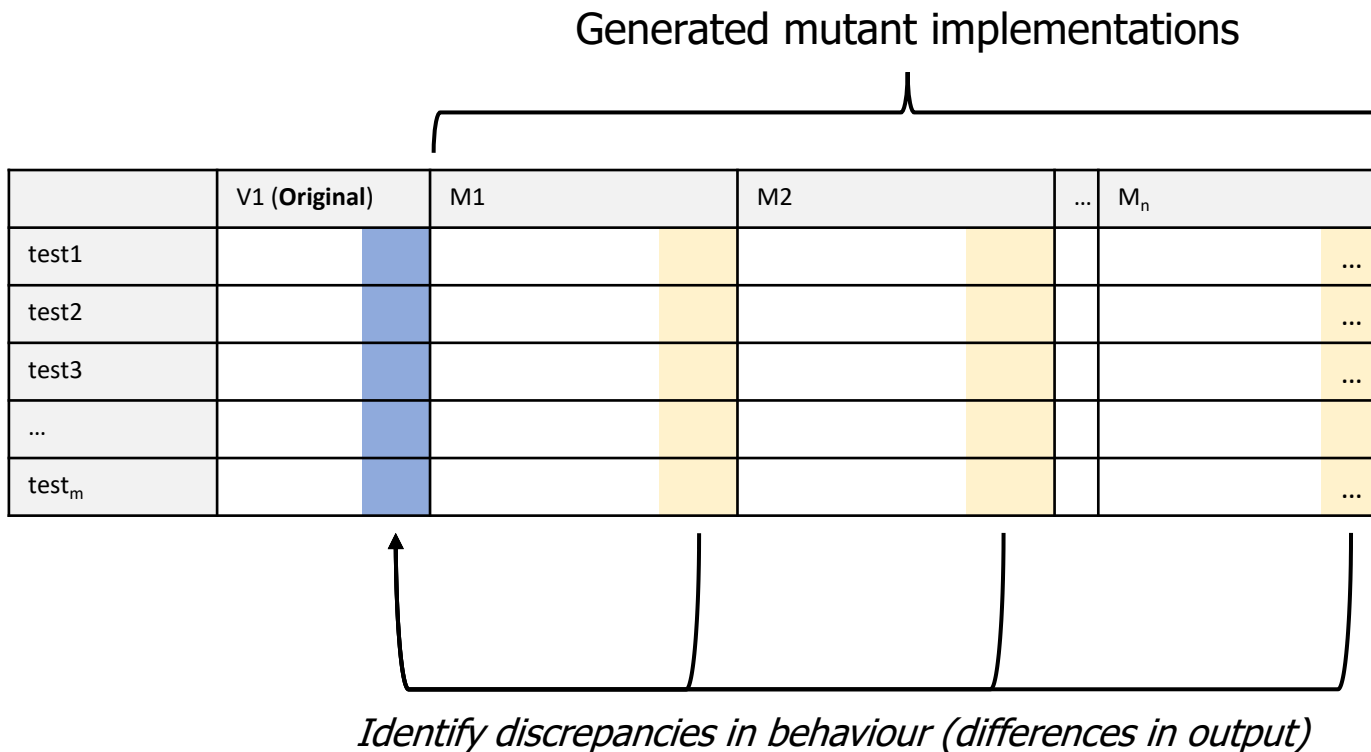 Generated mutant implementations
V1 (Original) M1 M2 ... Mn
test1 ...
test2 ...
test3 ...
...
testm ...
Identify discrepancies in behaviour (differences in output)